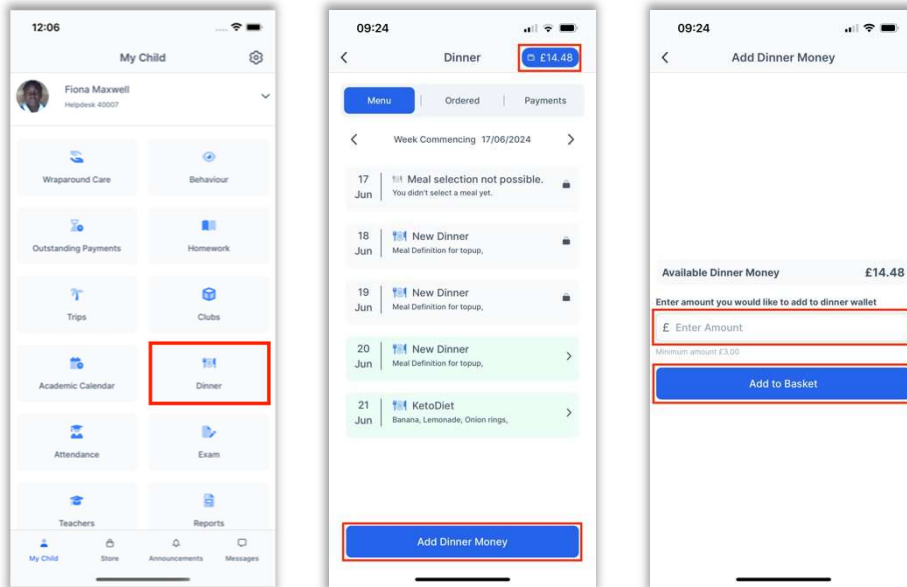 12:06
My Child
Fiona Maxwell
Helpdesk 40007
Wraparound Care
Behaviour
Outstanding Payments
Homework
Trips
Clubs
Academic Calendar
Dinner
Attendance
Exam
Teachers
Reports
My Child
Store
Announcements
Messages
09:24
Dinner
£14.48
Menu
Ordered
Payments
Week Commencing 17/06/2024
17 Meal selection not possible.
Jun You didn't select a meal yet.
18 New Dinner
Jun Meal Definition for topup,
19 New Dinner
Jun Meal Definition for topup,
20 New Dinner
Jun Meal Definition for topup,
21 KetoDiet
Jun Banana, Lemonade, Onion rings,
Add Dinner Money
09:24
Add Dinner Money
Available Dinner Money £14.48
Enter amount you would like to add to dinner wallet
£ Enter Amount
Minimum amount £3.00
Add to Basket